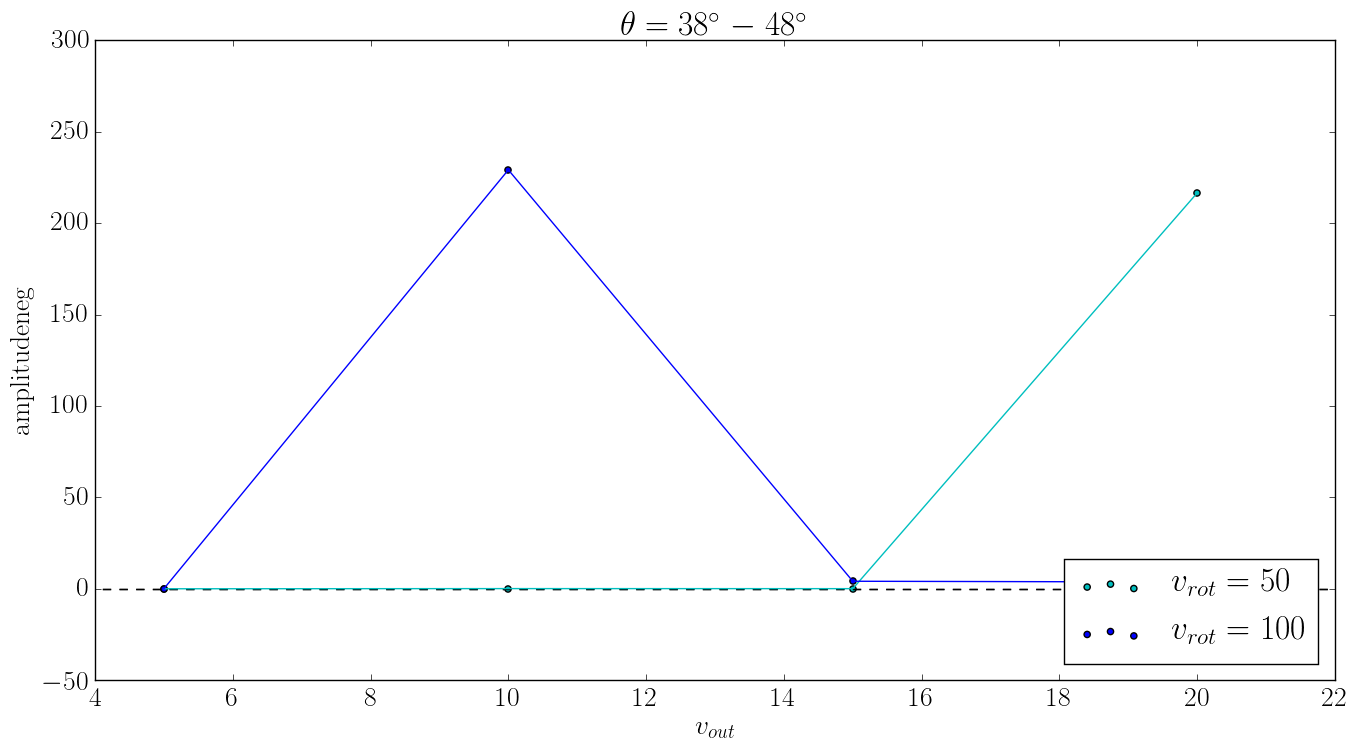 θ = 38° − 48°
300
250
200
150
100
50
0
−50
amplitudeneg
4 6 8 10 12 14 16 18 20 22
v_out
v_rot = 50
v_rot = 100